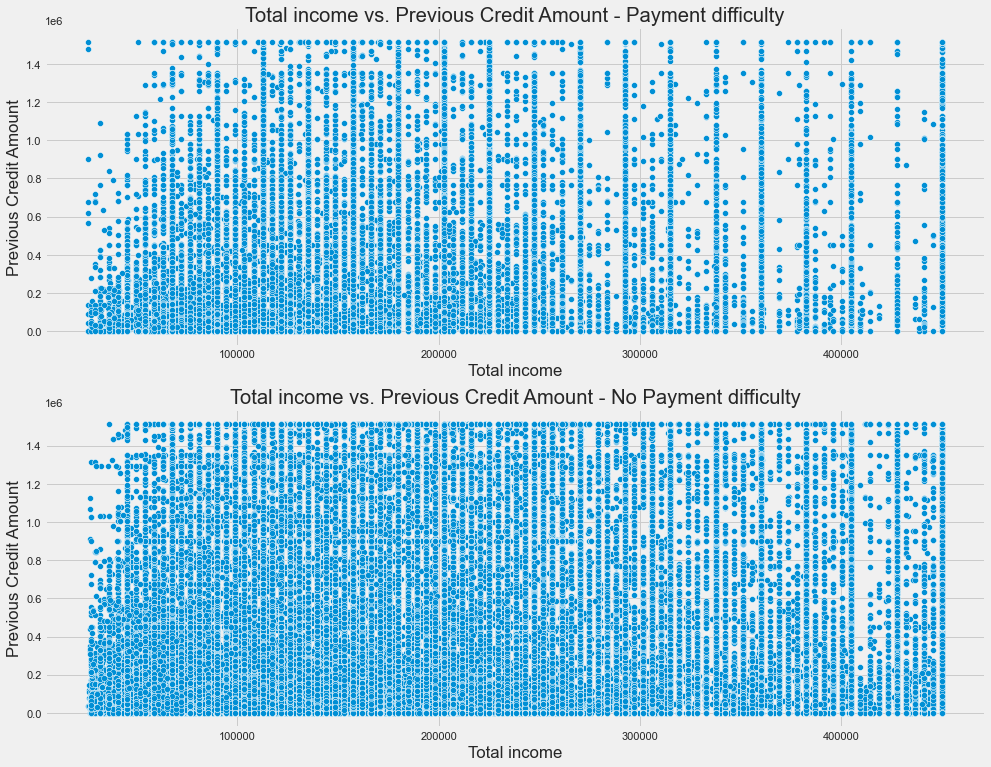 Total income vs. Previous Credit Amount - Payment difficulty
1e6
1.4
1.2
1.0
0.8
0.6
0.4
0.2
0.0
Previous Credit Amount
100000 200000 300000 400000
Total income
Total income vs. Previous Credit Amount - No Payment difficulty
1e6
1.4
1.2
1.0
0.8
0.6
0.4
0.2
0.0
Previous Credit Amount
100000 200000 300000 400000
Total income